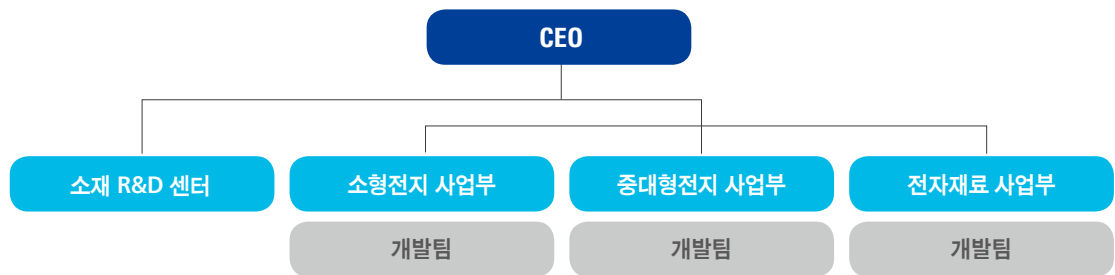 CEO
소재 R&D 센터
소형전지 사업부
중대형전지 사업부
전자재료 사업부
개발팀
개발팀
개발팀